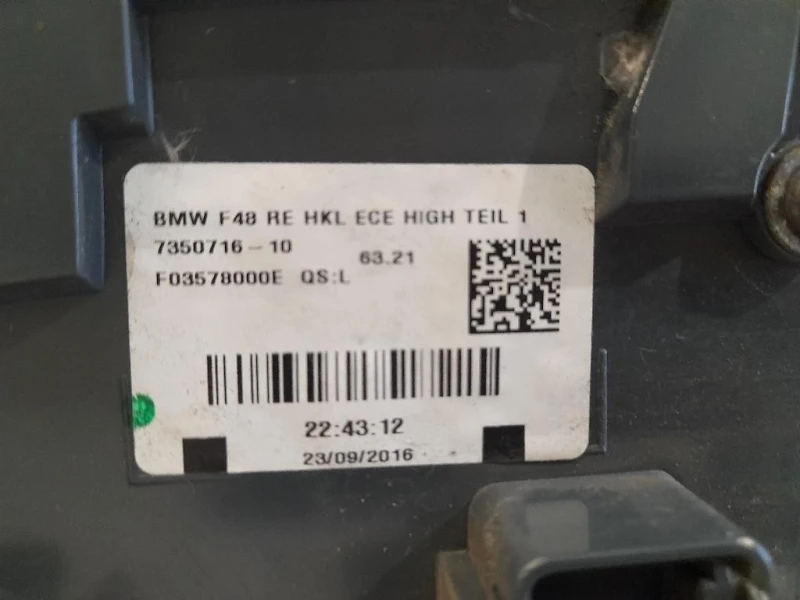 BMW F48 RE HKL ECE HIGH TEIL 1
7350716-10 63.21
F03578000E QS:L
22:43:12
23/09/2016